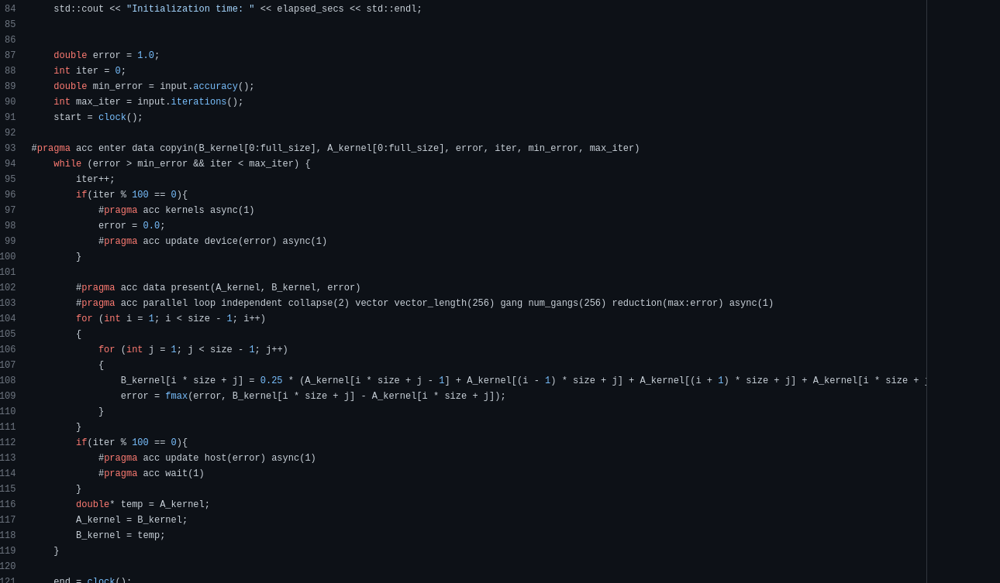 84    std::cout << "Initialization time: " << elapsed_secs << std::endl;
85
86
87    double error = 1.0;
88    int iter = 0;
89    double min_error = input.accuracy();
90    int max_iter = input.iterations();
91    start = clock();
92
93 #pragma acc enter data copyin(B_kernel[0:full_size], A_kernel[0:full_size], error, iter, min_error, max_iter)
94    while (error > min_error && iter < max_iter) {
95        iter++;
96        if(iter % 100 == 0){
97            #pragma acc kernels async(1)
98            error = 0.0;
99            #pragma acc update device(error) async(1)
100        }
101
102        #pragma acc data present(A_kernel, B_kernel, error)
103        #pragma acc parallel loop independent collapse(2) vector vector_length(256) gang num_gangs(256) reduction(max:error) async(1)
104        for (int i = 1; i < size - 1; i++)
105        {
106            for (int j = 1; j < size - 1; j++)
107            {
108                B_kernel[i * size + j] = 0.25 * (A_kernel[i * size + j - 1] + A_kernel[(i - 1) * size + j] + A_kernel[(i + 1) * size + j] + A_kernel[i * size + j
109                error = fmax(error, B_kernel[i * size + j] - A_kernel[i * size + j]);
110            }
111        }
112        if(iter % 100 == 0){
113            #pragma acc update host(error) async(1)
114            #pragma acc wait(1)
115        }
116        double* temp = A_kernel;
117        A_kernel = B_kernel;
118        B_kernel = temp;
119    }
120
121    end = clock();